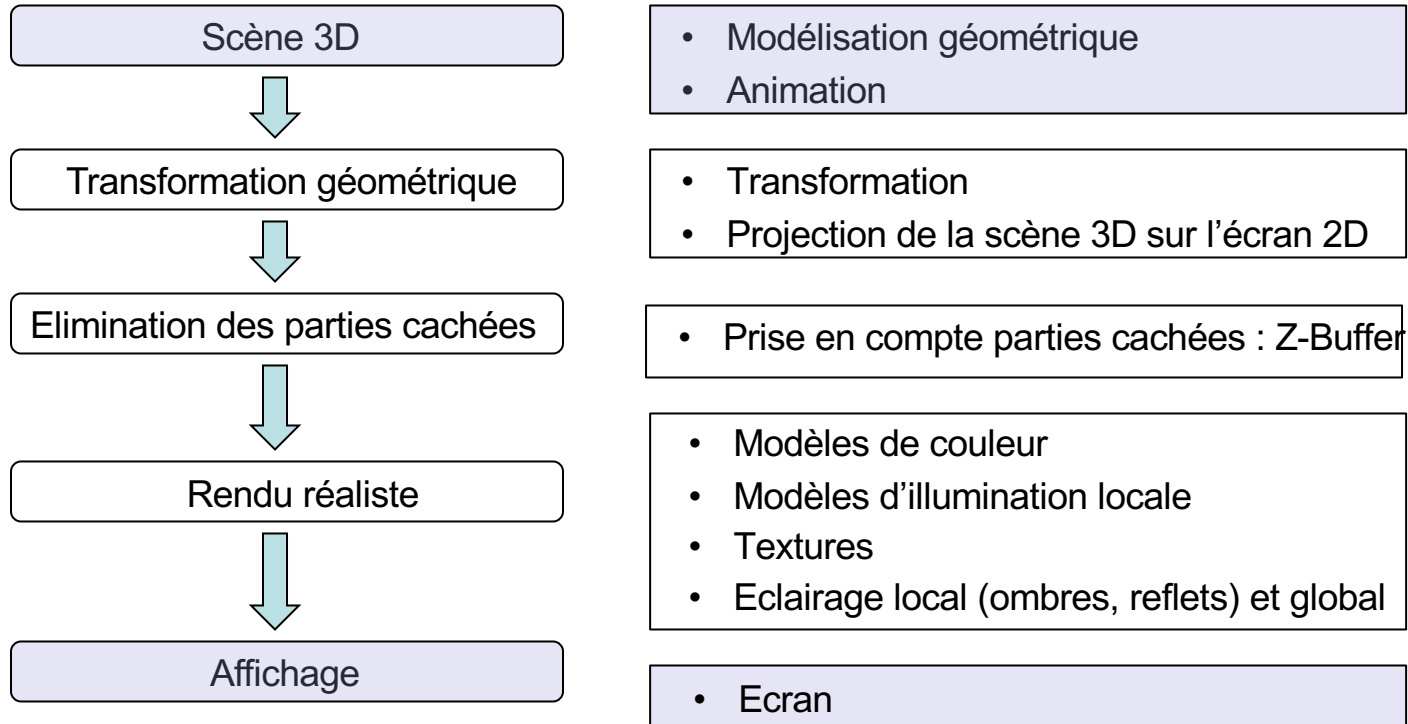 Scène 3D
• Modélisation géométrique
• Animation
Transformation géométrique
• Transformation
• Projection de la scène 3D sur l’écran 2D
Elimination des parties cachées
• Prise en compte parties cachées : Z-Buffer
Rendu réaliste
• Modèles de couleur
• Modèles d’illumination locale
• Textures
• Eclairage local (ombres, reflets) et global
Affichage
• Ecran